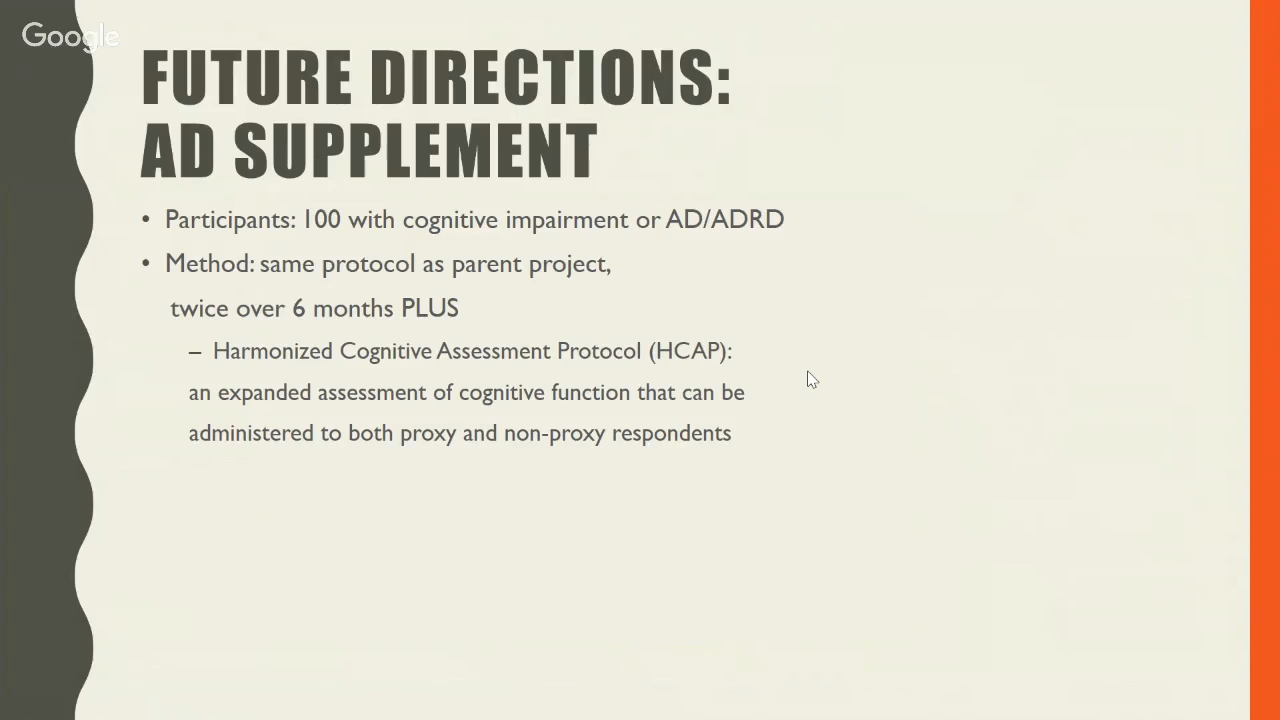 Google
FUTURE DIRECTIONS:
AD SUPPLEMENT
• Participants: 100 with cognitive impairment or AD/ADRD
• Method: same protocol as parent project,
twice over 6 months PLUS
– Harmonized Cognitive Assessment Protocol (HCAP):
an expanded assessment of cognitive function that can be
administered to both proxy and non-proxy respondents